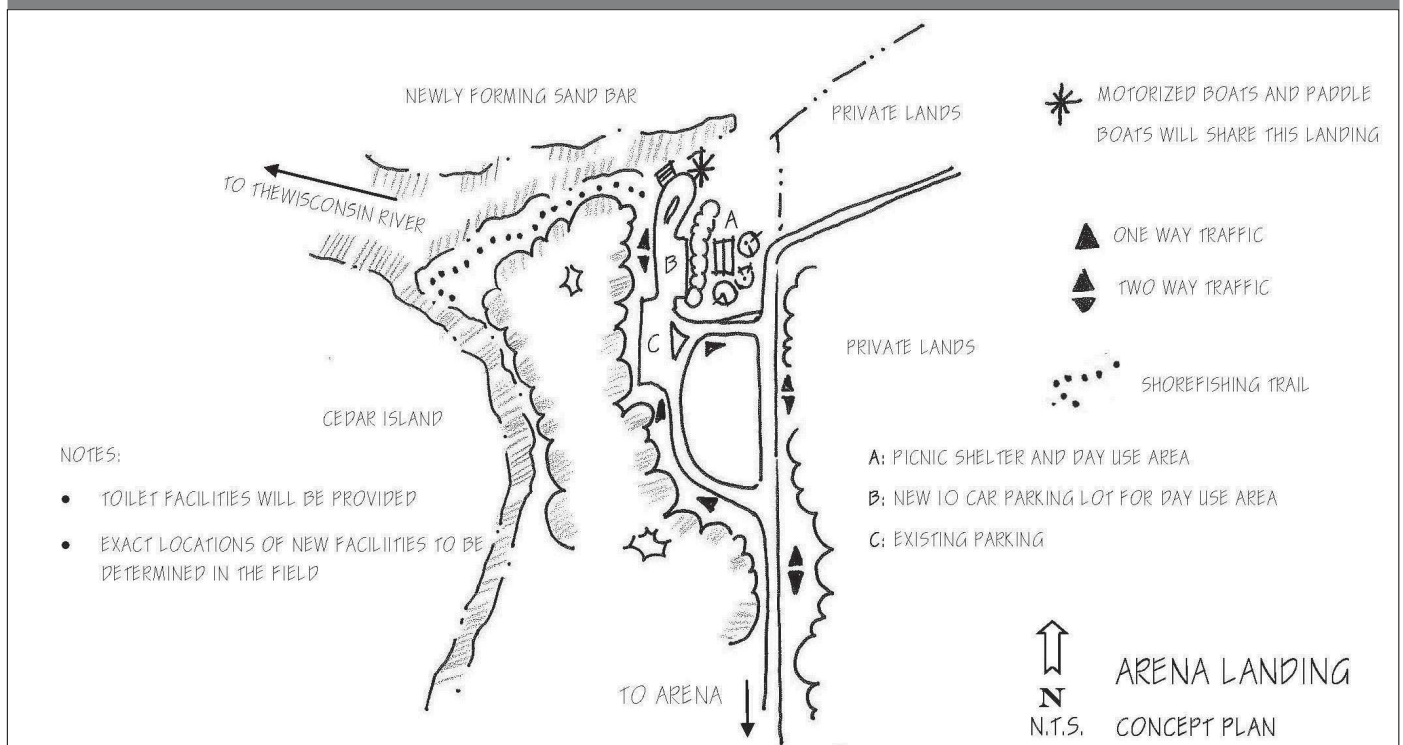 NEWLY FORMING SAND BAR
PRIVATE LANDS
MOTORIZED BOATS AND PADDLE
BOATS WILL SHARE THIS LANDING
TO THEWISCONSIN RIVER
A
B
ONE WAY TRAFFIC
TWO WAY TRAFFIC
C
PRIVATE LANDS
SHOREFISHING TRAIL
CEDAR ISLAND
NOTES:
• TOILET FACILITIES WILL BE PROVIDED
• EXACT LOCATIONS OF NEW FACILIITIES TO BE
DETERMINED IN THE FIELD
A: PICNIC SHELTER AND DAY USE AREA
B: NEW 10 CAR PARKING LOT FOR DAY USE AREA
C: EXISTING PARKING
TO ARENA
N
N.T.S.
ARENA LANDING
CONCEPT PLAN